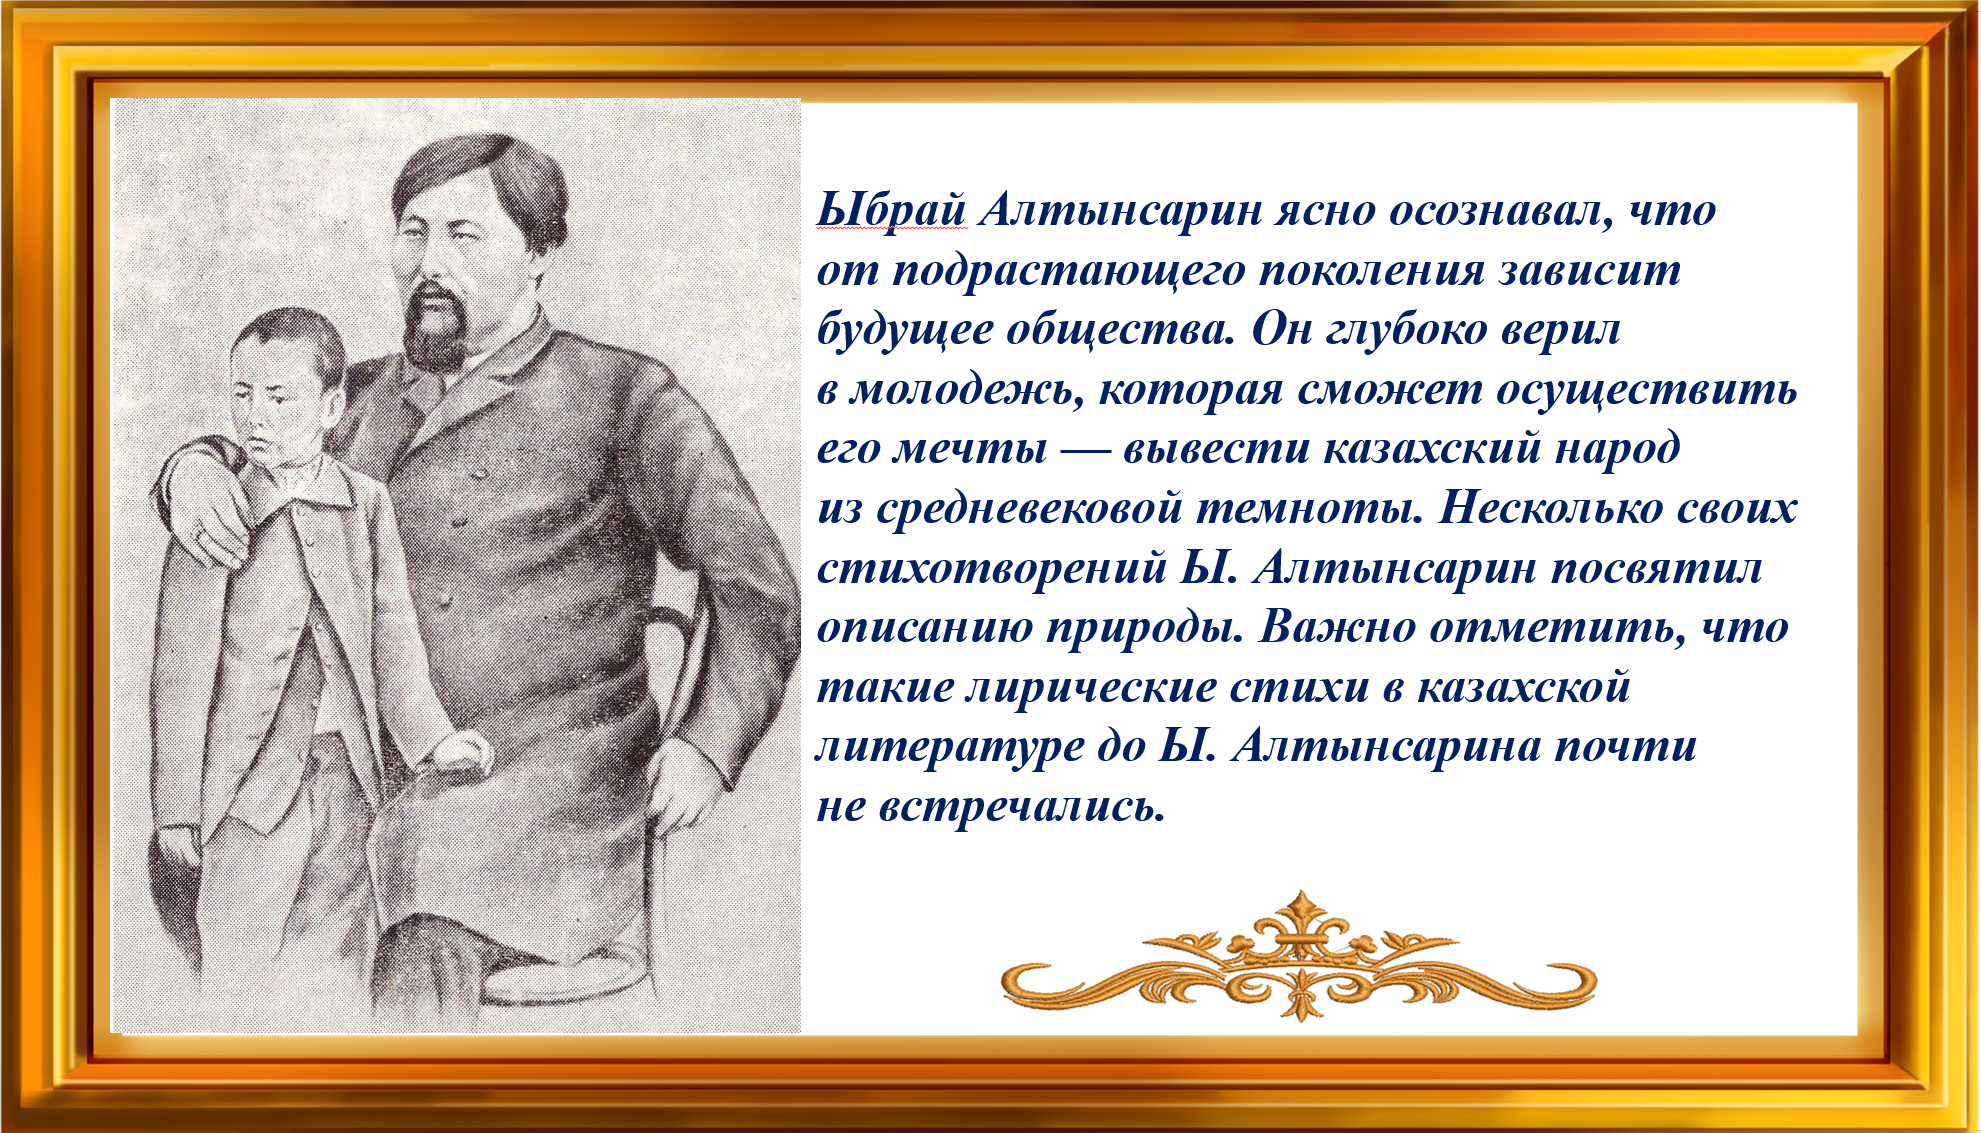 Ыбрай Алтынсарин ясно осознавал, что
от подрастающего поколения зависит
будущее общества. Он глубоко верил
в молодежь, которая сможет осуществить
его мечты — вывести казахский народ
из средневековой темноты. Несколько своих
стихотворений Ы. Алтынсарин посвятил
описанию природы. Важно отметить, что
такие лирические стихи в казахской
литературе до Ы. Алтынсарина почти
не встречались.